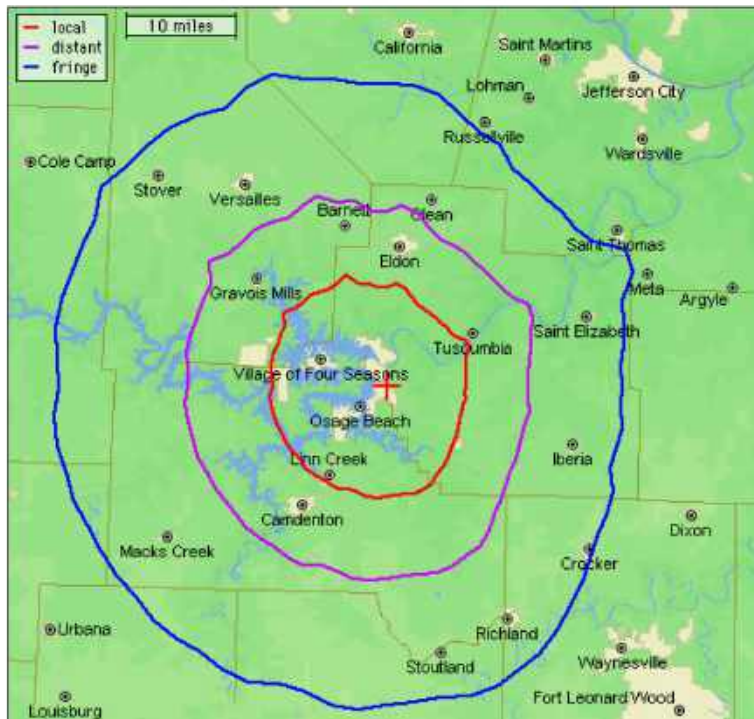 local
distant
fringe
10 miles
California
Saint Martins
Lohman
Jefferson City
Russellville
Wardsville
Cole Camp
Stover
Versailles
Barnett
Olean
Eldon
Saint Thomas
Gravois Mills
Meta
Argyle
Saint Elizabeth
Tuscumbia
Village of Four Seasons
Osage Beach
Linn Creek
Iberia
Camdenton
Dixon
Macks Creek
Crocker
Richland
Urbana
Stoutland
Waynesville
Louisburg
Fort Leonard Wood